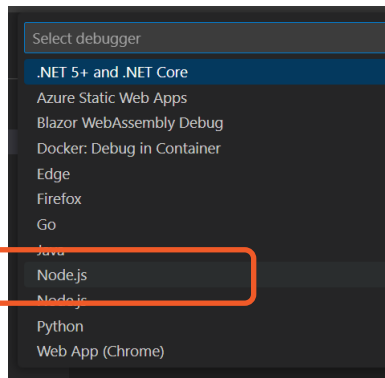 Select debugger
.NET 5+ and .NET Core
Azure Static Web Apps
Blazor WebAssembly Debug
Docker: Debug in Container
Edge
Firefox
Go
Java
Node.js
Node.js
Python
Web App (Chrome)